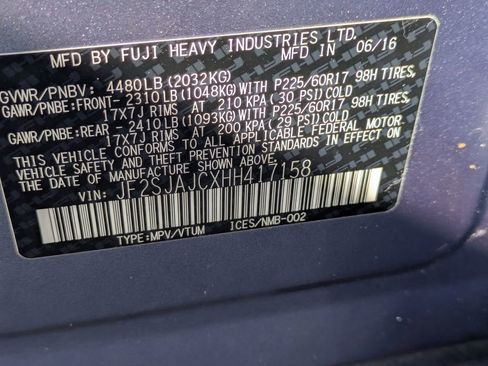 MFD BY FUJI HEAVY INDUSTRIES LTD.
MFD IN 06/16
GVWR/PNBV: 4480LB (2032KG)
GAWR/PNBE:FRONT- 2310LB (1048KG)WITH P225/60R17 98H TIRES,
17X7J RIMS AT 210 KPA (30 PSI)COLD
GAWR/PNBE:REAR - 2410LB (1093KG)WITH P225/60R17 98H TIRES,
17X7J RIMS AT 200 KPA (29 PSI)COLD
THIS VEHICLE CONFORMS TO ALL APPLICABLE FEDERAL MOTOR
VEHICLE SAFETY AND THEFT PREVENTION STANDARDS IN EFFECT
ON THE DATE OF MANUFACTURE SHOWN ABOVE.
VIN: JF2SJAJCXHH417158
TYPE:MPV/VTUM ICES/NMB-002